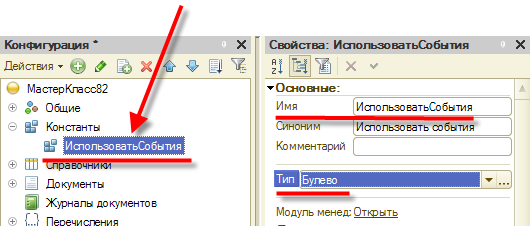 Конфигурация *
Действия
МастерКласс82
Общие
Константы
ИспользоватьСобытия
Справочники
Документы
Журналы документов
Перечисления
Свойства: ИспользоватьСобытия
Основные:
Имя ИспользоватьСобытия
Синоним Использовать события
Комментарий
Тип Булево ...
Модуль менед: Открыть